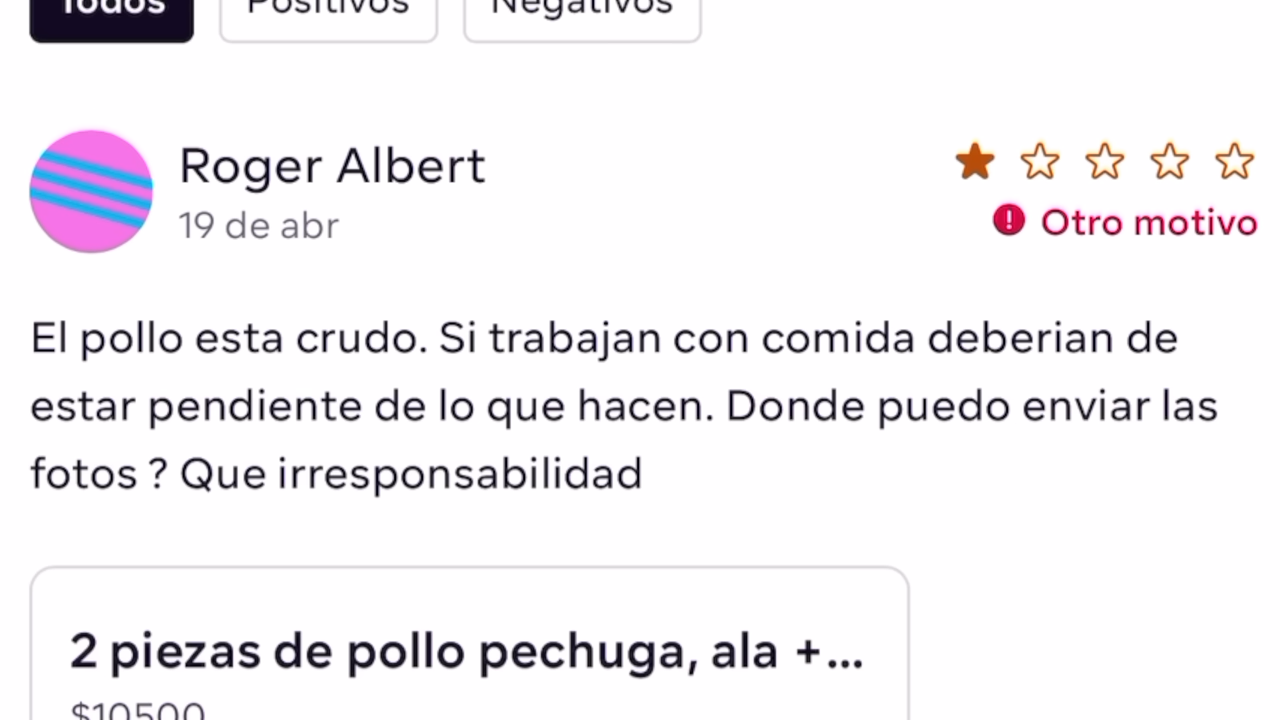 Todos Positivos Negativos
Roger Albert
19 de abr
Otro motivo
El pollo esta crudo. Si trabajan con comida deberian de
estar pendiente de lo que hacen. Donde puedo enviar las
fotos ? Que irresponsabilidad
2 piezas de pollo pechuga, ala +...
$10500